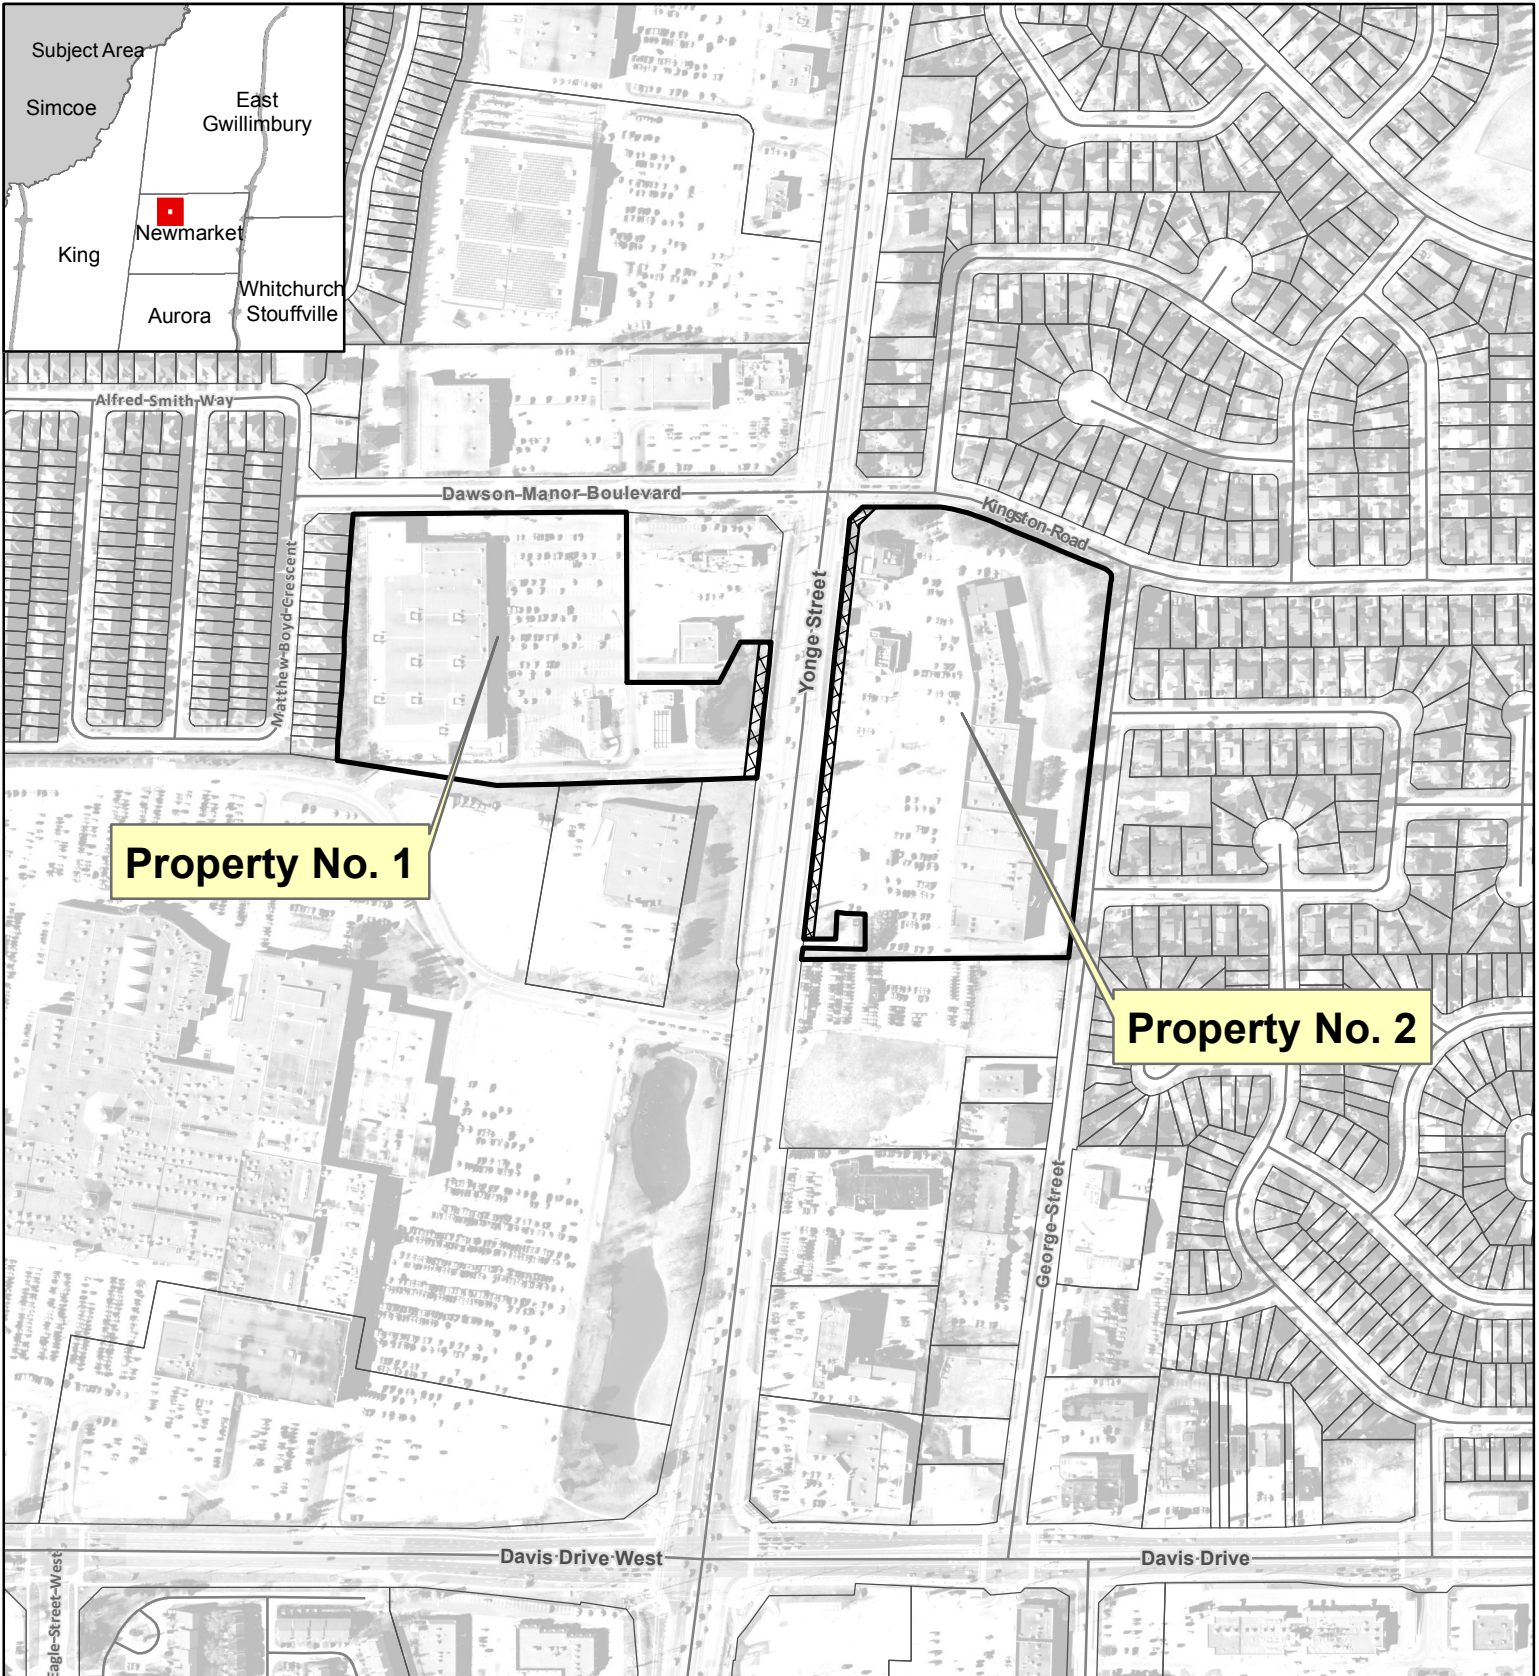 Subject Area
Simcoe
East
Gwillimbury
Newmarket
King
Whitchurch
Stouffville
Aurora
Alfred Smith Way
Dawson Manor Boulevard
Kingston Road
Matthew Boyd Crescent
Yonge Street
Property No. 1
Property No. 2
George Street
Davis Drive West
Davis Drive
Eagle Street West